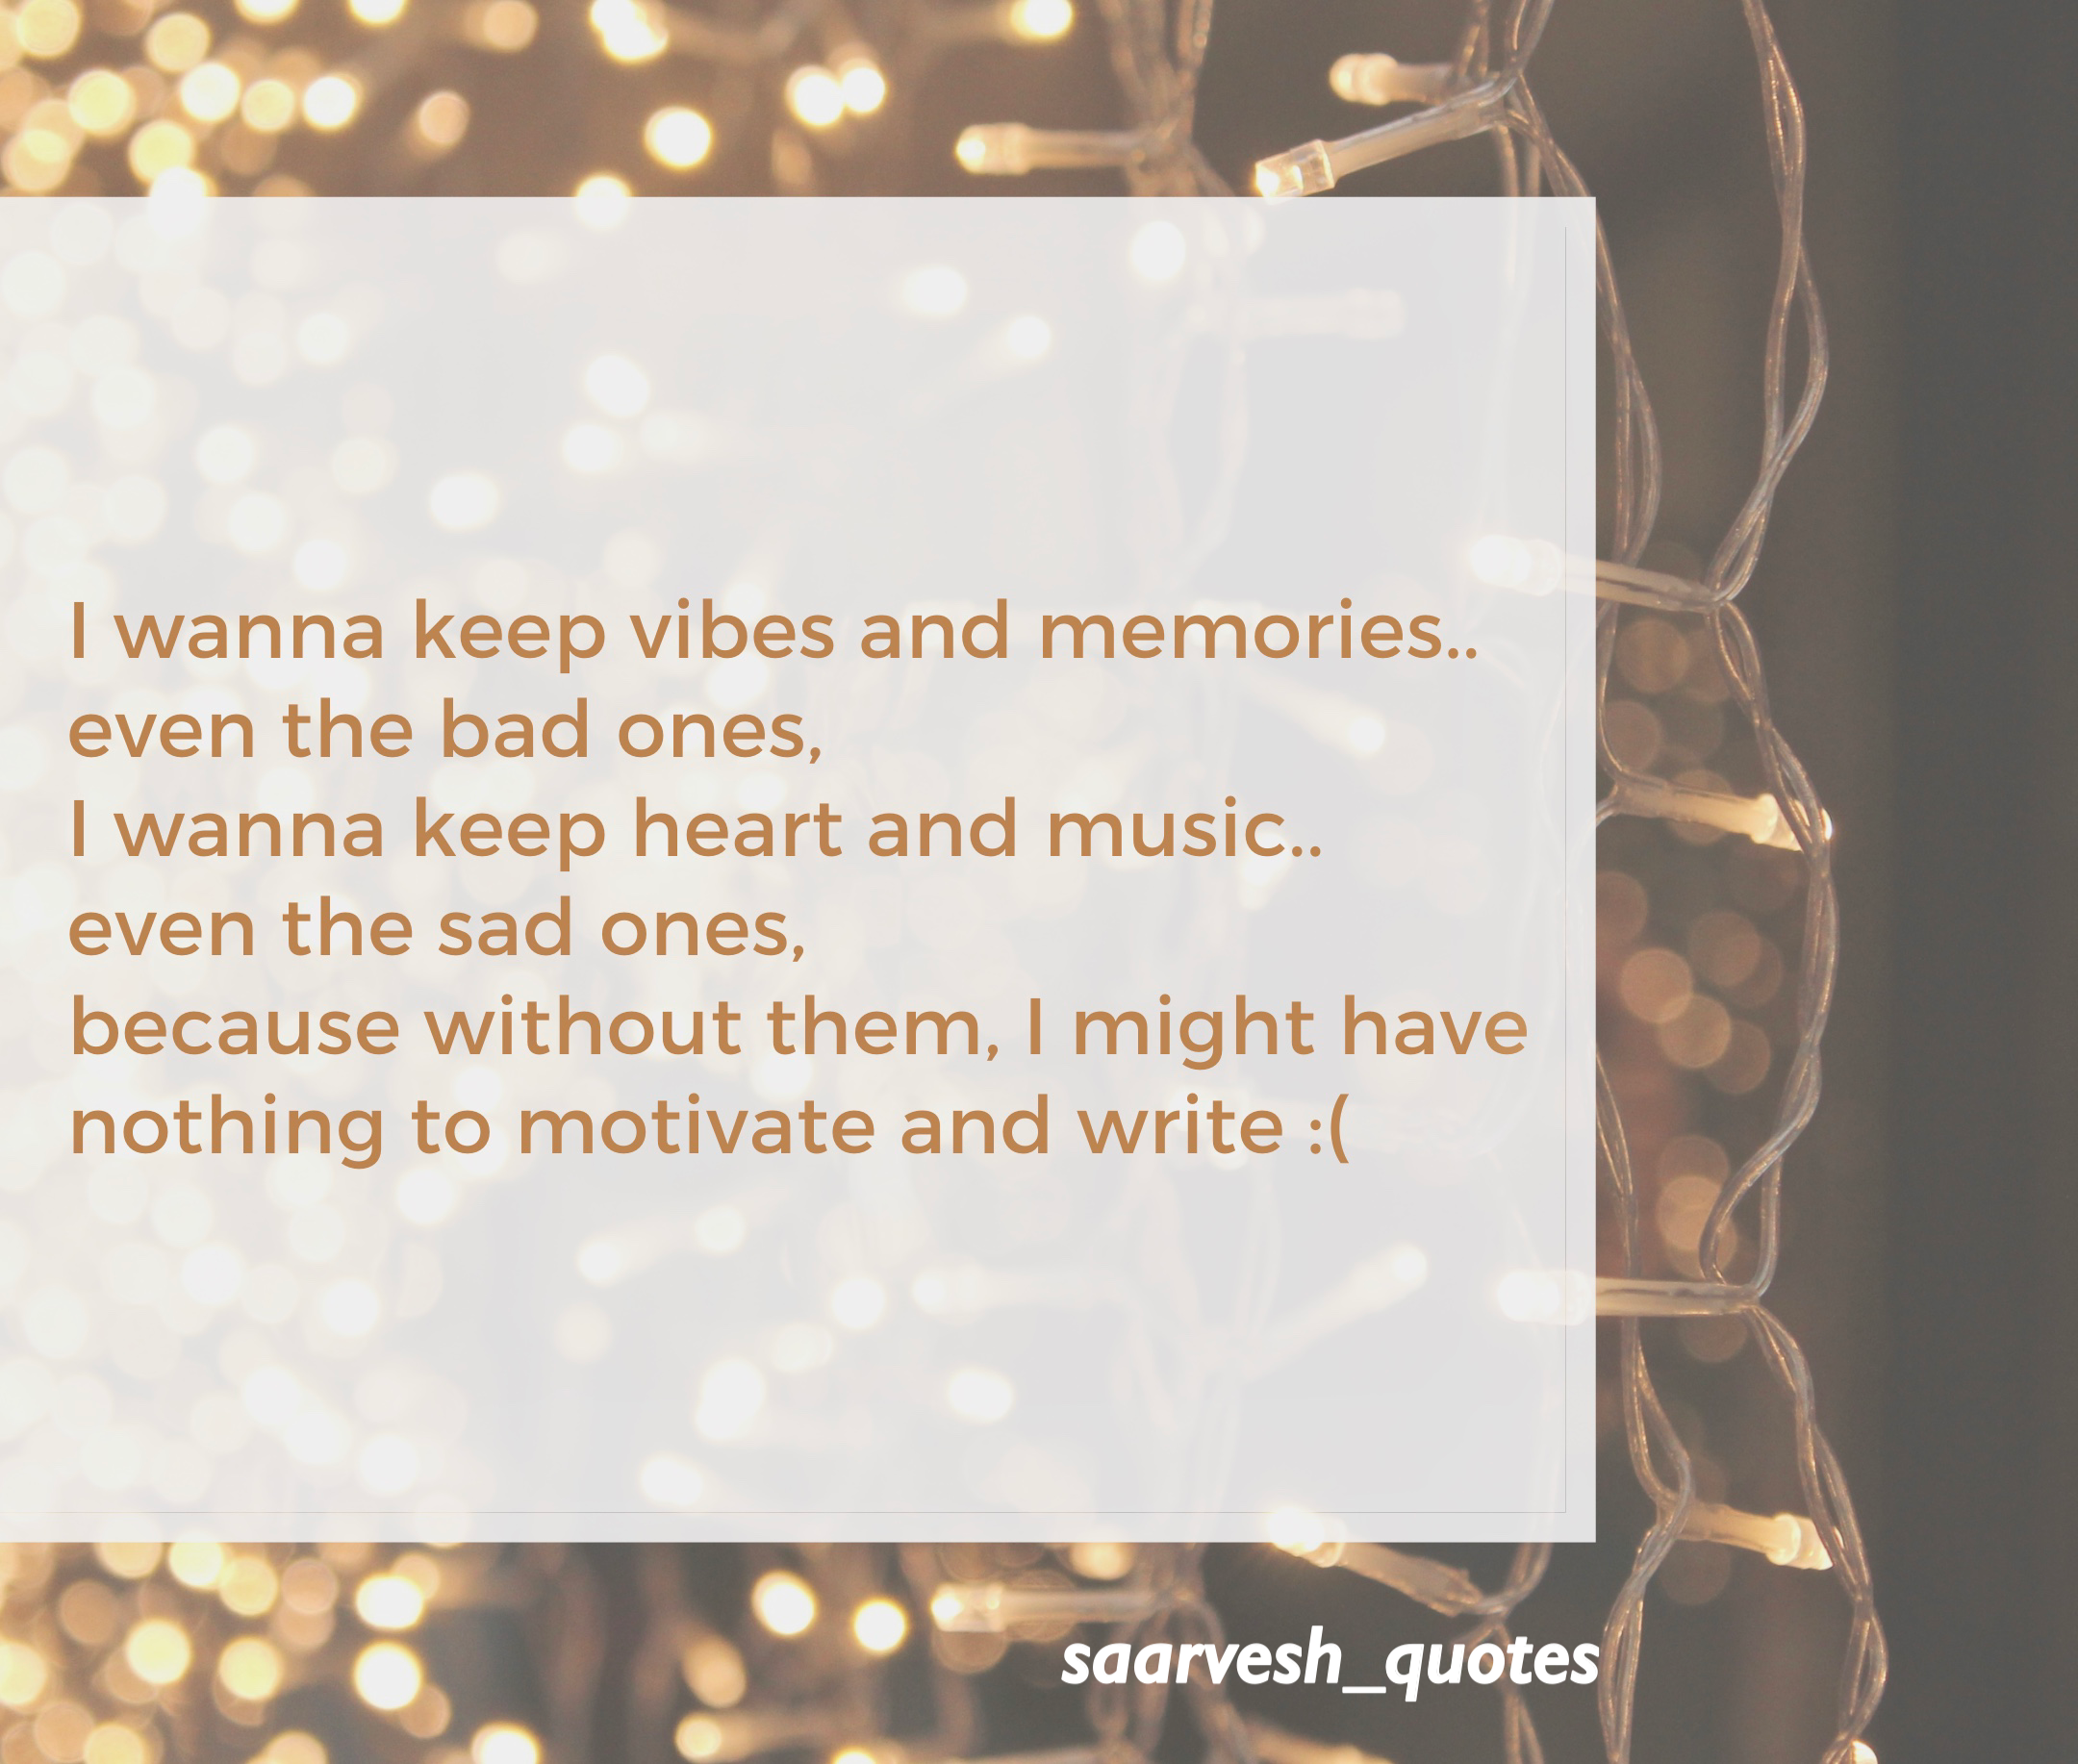 I wanna keep vibes and memories..
even the bad ones,
I wanna keep heart and music..
even the sad ones,
because without them, I might have
nothing to motivate and write :(
saarvesh_quotes